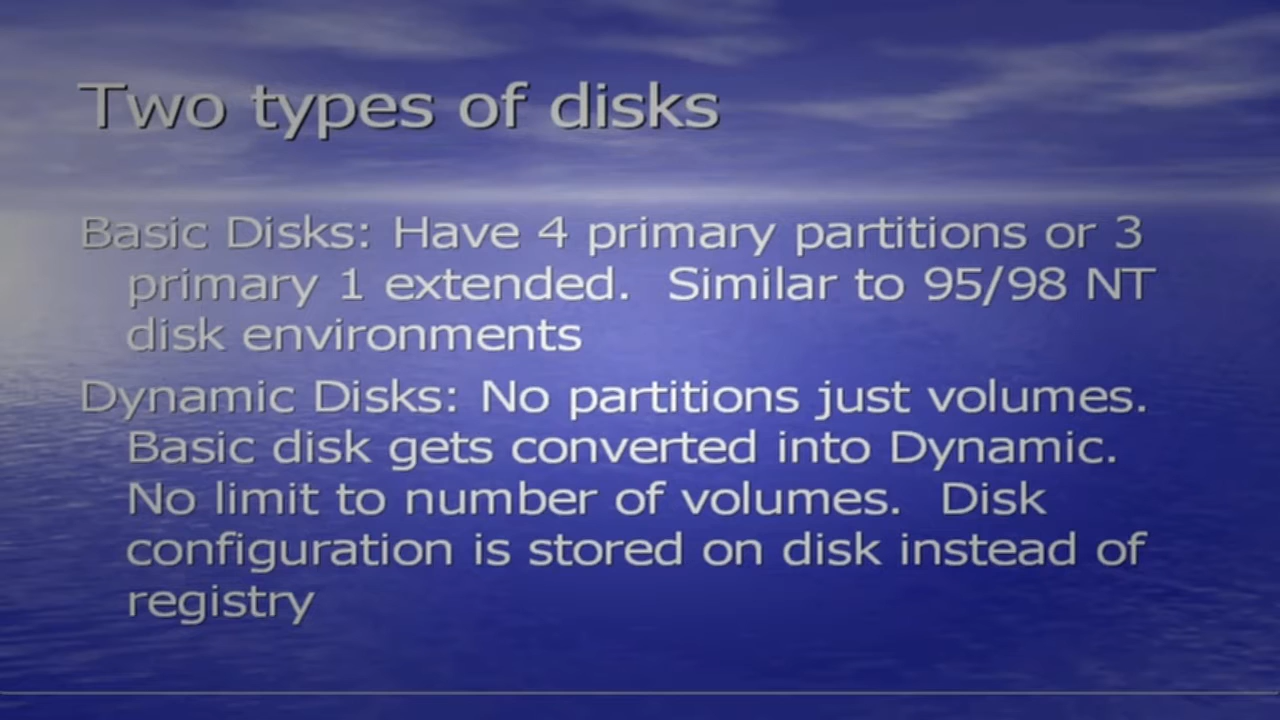 Two types of disks
Basic Disks: Have 4 primary partitions or 3
primary 1 extended.  Similar to 95/98 NT
disk environments
Dynamic Disks: No partitions just volumes.
Basic disk gets converted into Dynamic.
No limit to number of volumes.  Disk
configuration is stored on disk instead of
registry